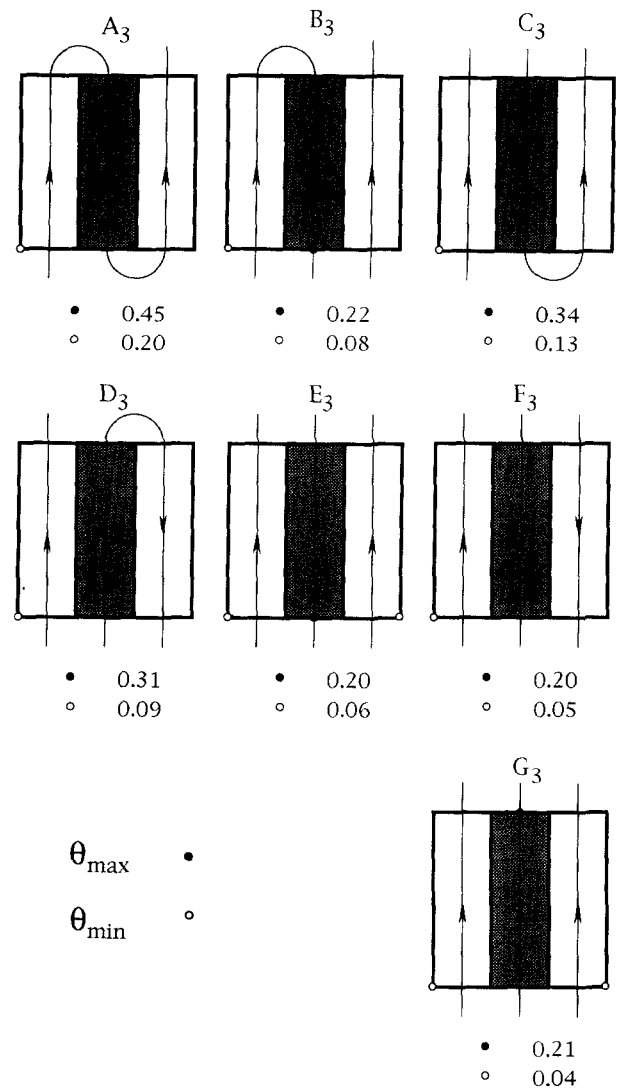 A3 B3 C3
● 0.45 ● 0.22 ● 0.34
○ 0.20 ○ 0.08 ○ 0.13
D3 E3 F3
● 0.31 ● 0.20 ● 0.20
○ 0.09 ○ 0.06 ○ 0.05
G3
θmax ●
θmin ○
● 0.21
○ 0.04